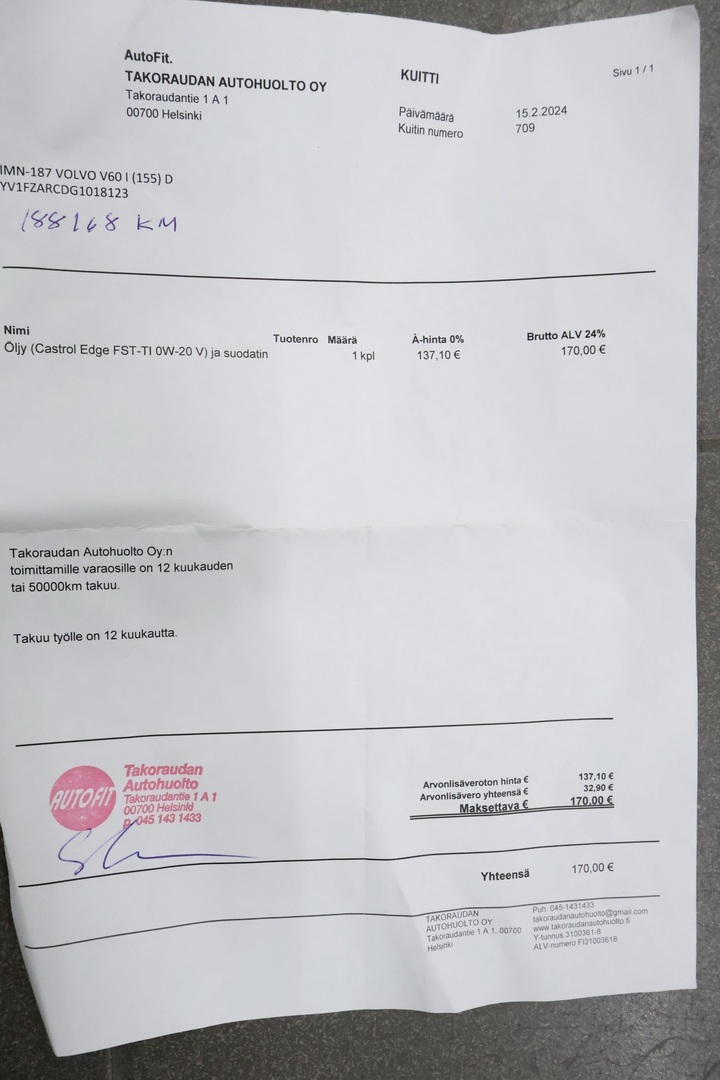 AutoFit.
TAKORAUDAN AUTOHUOLTO OY
Takoraudantie 1 A 1
00700 Helsinki
KUITTI
Sivu 1 / 1
Päivämäärä 15.2.2024
Kuitin numero 709
IMN-187 VOLVO V60 I (155) D
YV1FZARCDG1018123
188168 KM
Nimi Tuotenro Määrä À-hinta 0% Brutto ALV 24%
Öljy (Castrol Edge FST-TI 0W-20 V) ja suodatin 1 kpl 137,10 € 170,00 €
Takoraudan Autohuolto Oy:n
toimittamille varaosille on 12 kuukauden
tai 50000km takuu.
Takuu työlle on 12 kuukautta.
AUTOFIT
Takoraudan
Autohuolto
Takoraudantie 1 A 1
00700 Helsinki
p. 045 143 1433
Arvonlisäveroton hinta € 137,10 €
Arvonlisävero yhteensä € 32,90 €
Maksettava € 170,00 €
Yhteensä 170,00 €
TAKORAUDAN
AUTOHUOLTO OY
Takoraudantie 1 A 1, 00700
Helsinki
Puh. 045-1431433
takoraudanautohuolto@gmail.com
www.takoraudanautohuolto.fi
Y-tunnus 3100361-8
ALV-numero FI31003618